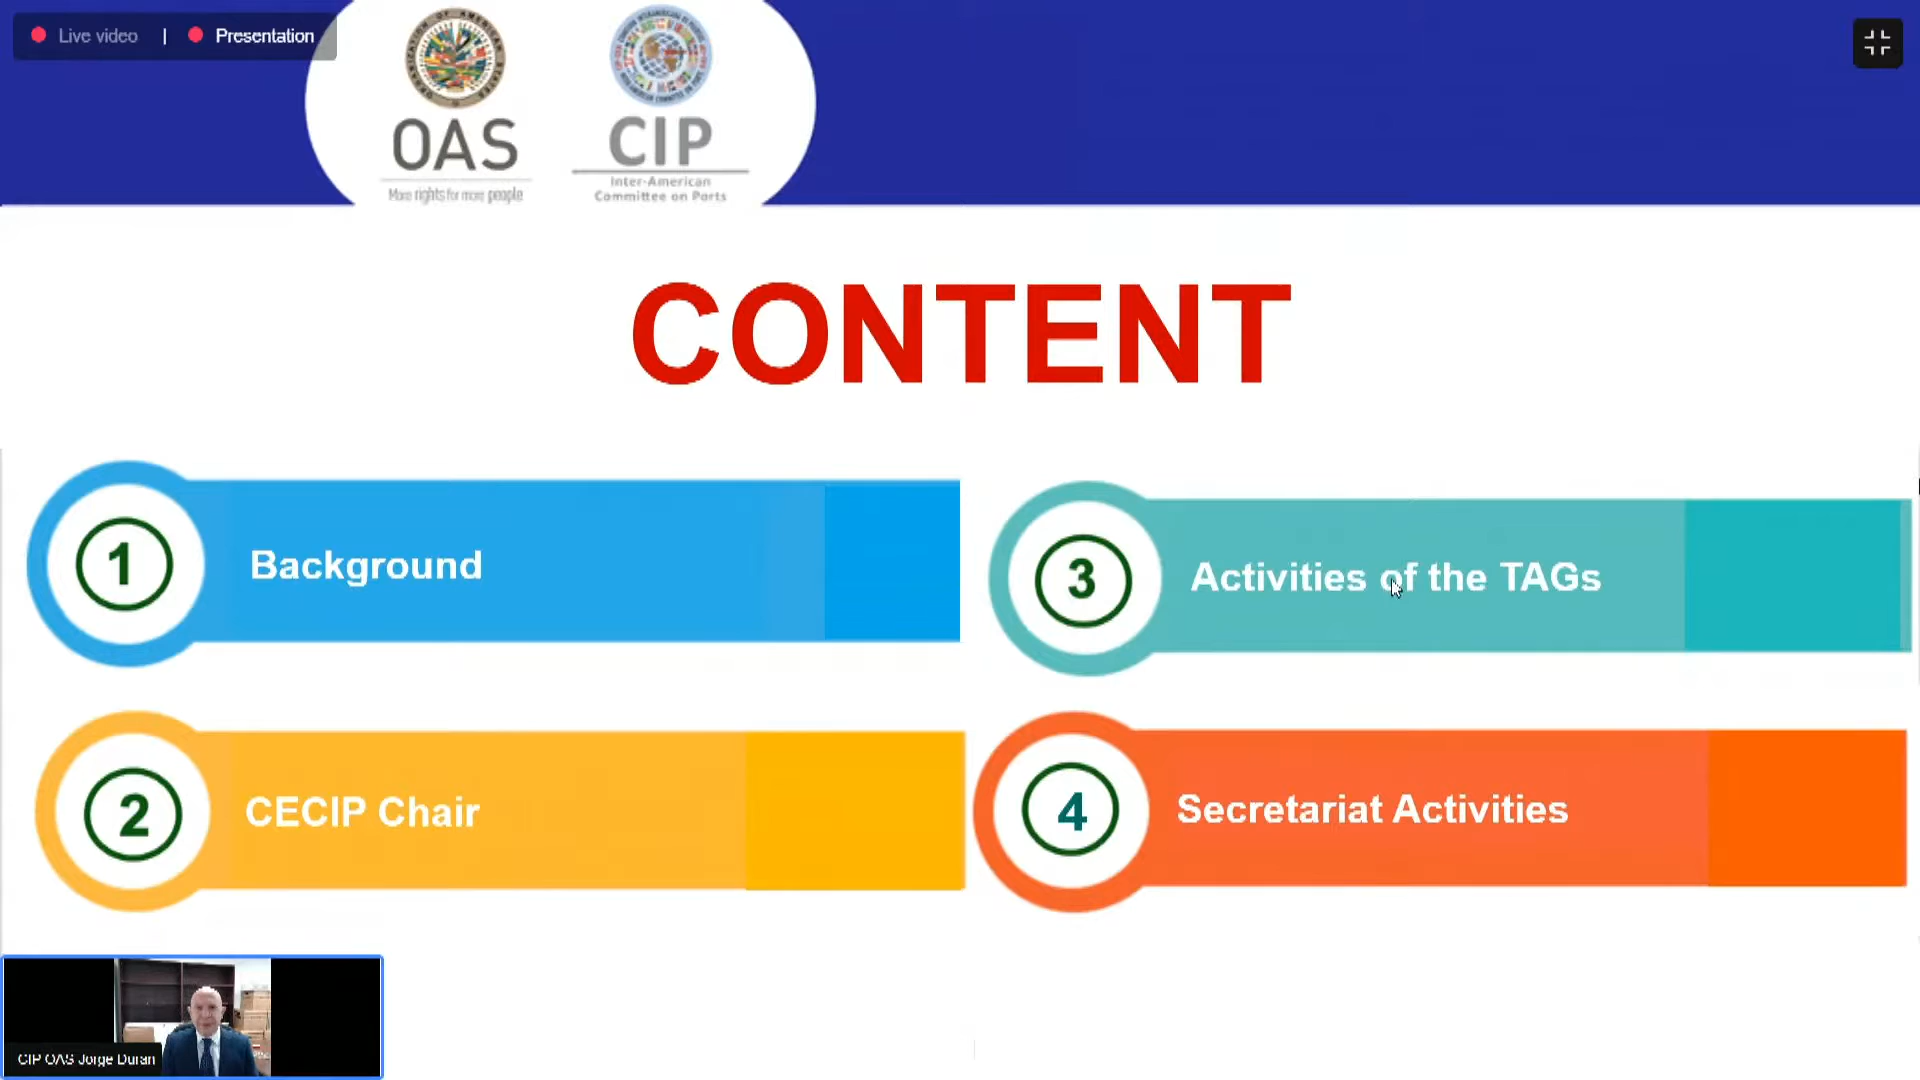 Live video | Presentation
OAS
More rights for more people
CIP
Inter-American
Committee on Ports
CONTENT
1 Background
2 CECIP Chair
3 Activities of the TAGs
4 Secretariat Activities
CIP OAS Jorge Duran